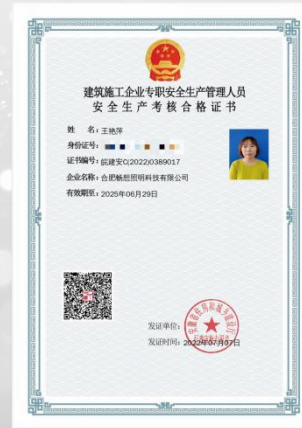 建筑施工企业专职安全生产管理人员
安全生产考核合格证书
姓 名：王艳萍
身份证号：
证书编号：皖建安C(2022)0389017
企业名称：合肥畅想照明科技有限公司
有效期至：2025年06月29日
发证单位：
发证时间：2022年07月07日